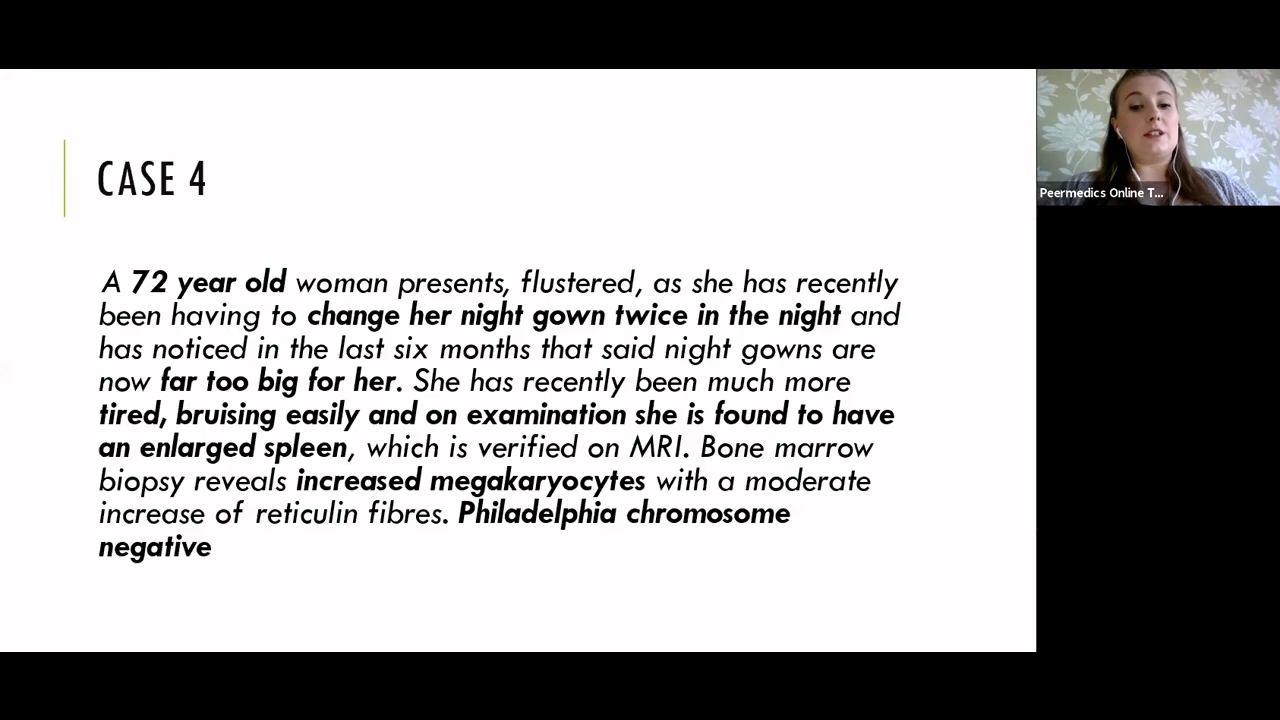 CASE 4
A 72 year old woman presents, flustered, as she has recently
been having to change her night gown twice in the night and
has noticed in the last six months that said night gowns are
now far too big for her. She has recently been much more
tired, bruising easily and on examination she is found to have
an enlarged spleen, which is verified on MRI. Bone marrow
biopsy reveals increased megakaryocytes with a moderate
increase of reticulin fibres. Philadelphia chromosome
negative
Peermedics Online T...